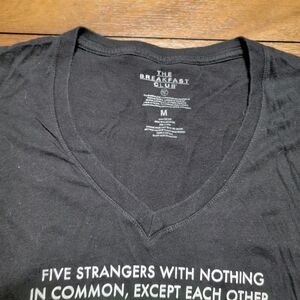 THE
BREAKFAST
CLUB
M
FIVE STRANGERS WITH NOTHING
IN COMMON, EXCEPT EACH OTHER